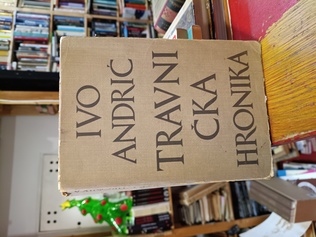 IVO
ANDRIĆ
TRAVNI
ČKA
HRONIKA